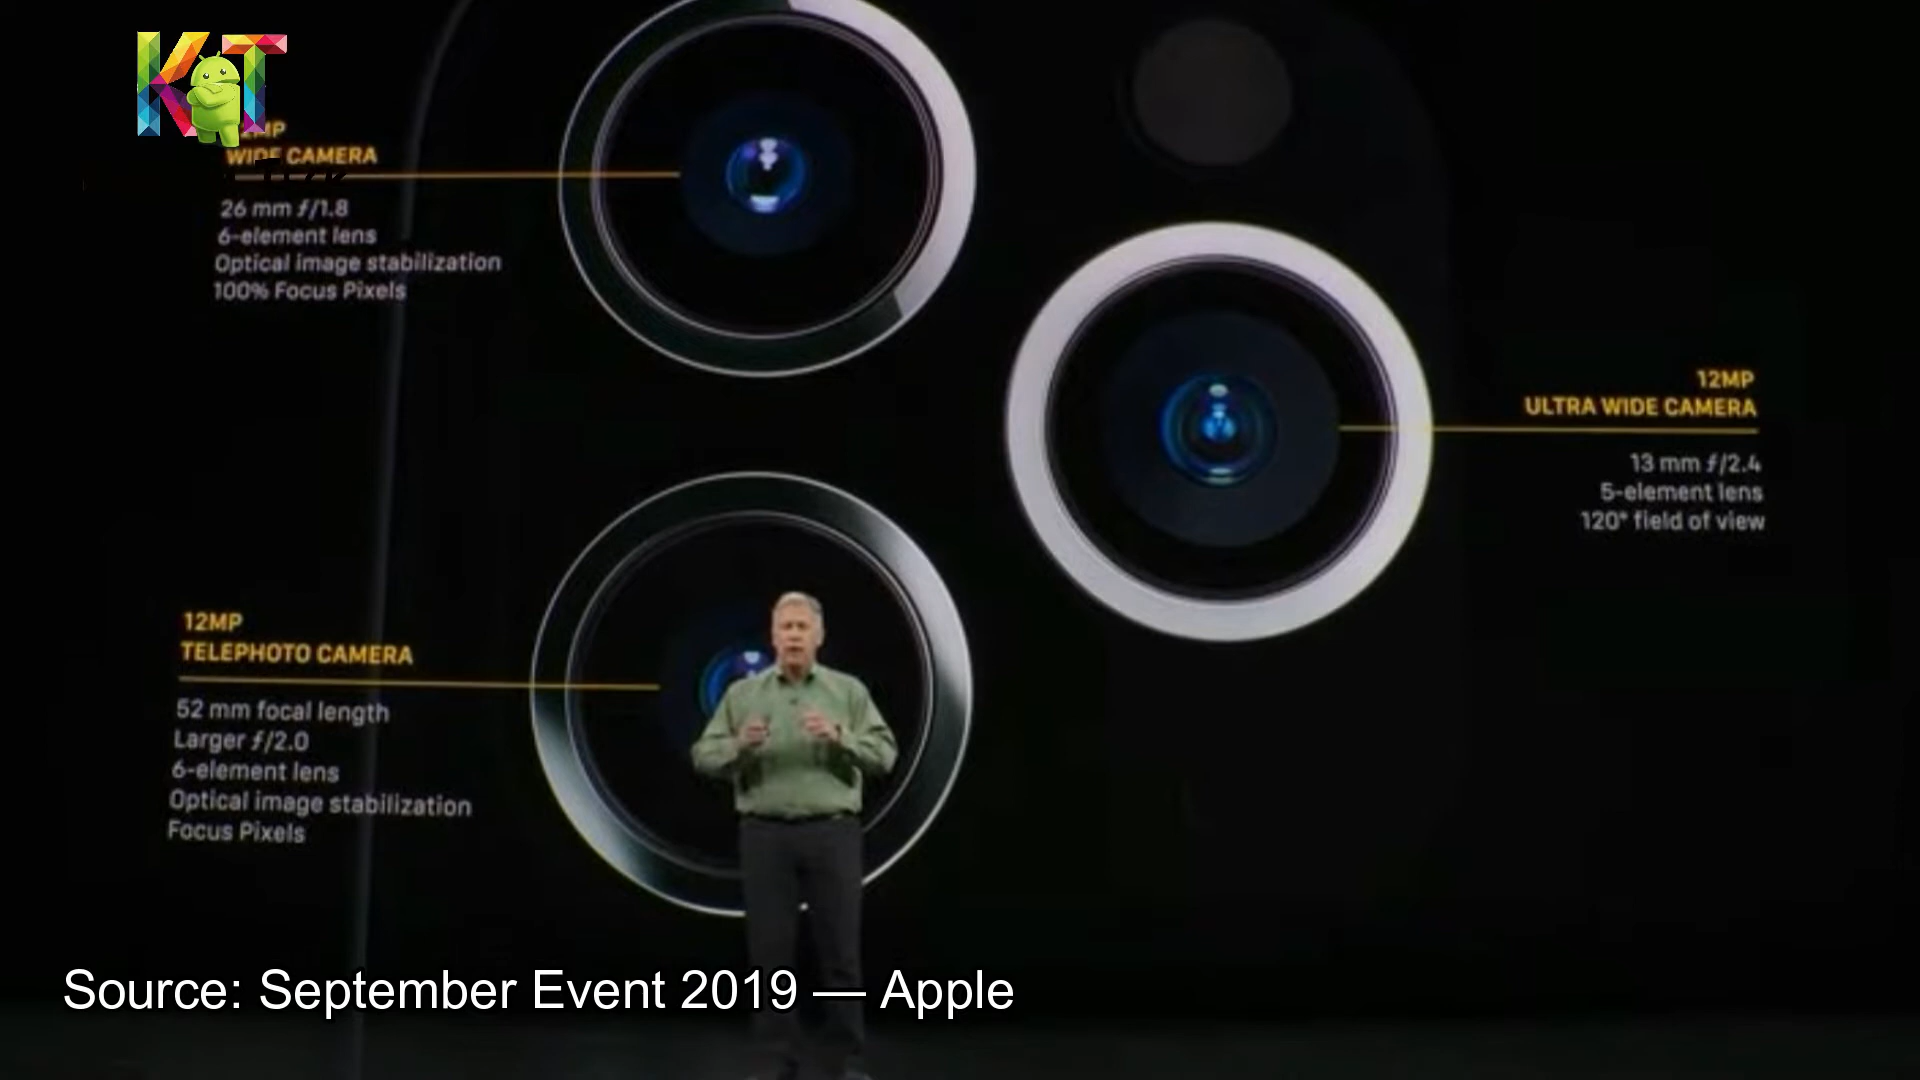 KT
WIDE CAMERA
26 mm ƒ/1.8
6-element lens
Optical image stabilization
100% Focus Pixels
12MP
ULTRA WIDE CAMERA
13 mm ƒ/2.4
5-element lens
120° field of view
12MP
TELEPHOTO CAMERA
52 mm focal length
Larger ƒ/2.0
6-element lens
Optical image stabilization
Focus Pixels
Source: September Event 2019 — Apple